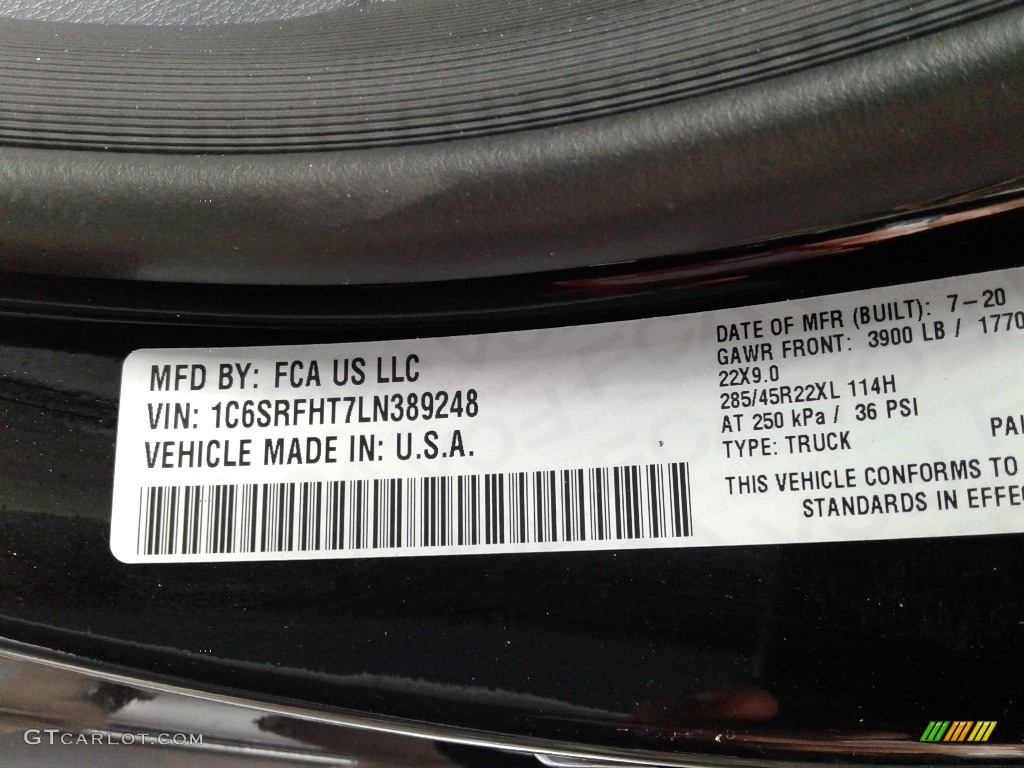 MFD BY: FCA US LLC
VIN: 1C6SRFHT7LN389248
VEHICLE MADE IN: U.S.A.
DATE OF MFR (BUILT): 7-20
GAWR FRONT: 3900 LB / 1770
22X9.0
285/45R22XL 114H
AT 250 kPa / 36 PSI
TYPE: TRUCK
PAI
THIS VEHICLE CONFORMS TO
STANDARDS IN EFFE
GTCARLOT.COM